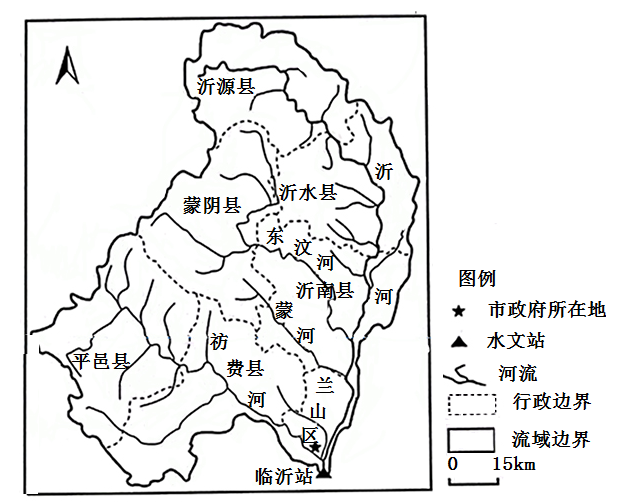 沂源县
沂
蒙阴县
沂水县
东汶河
沂南县
河
蒙河
平邑县
祊河
费县
兰山区
临沂站
图例
市政府所在地
水文站
河流
行政边界
流域边界
0 15km